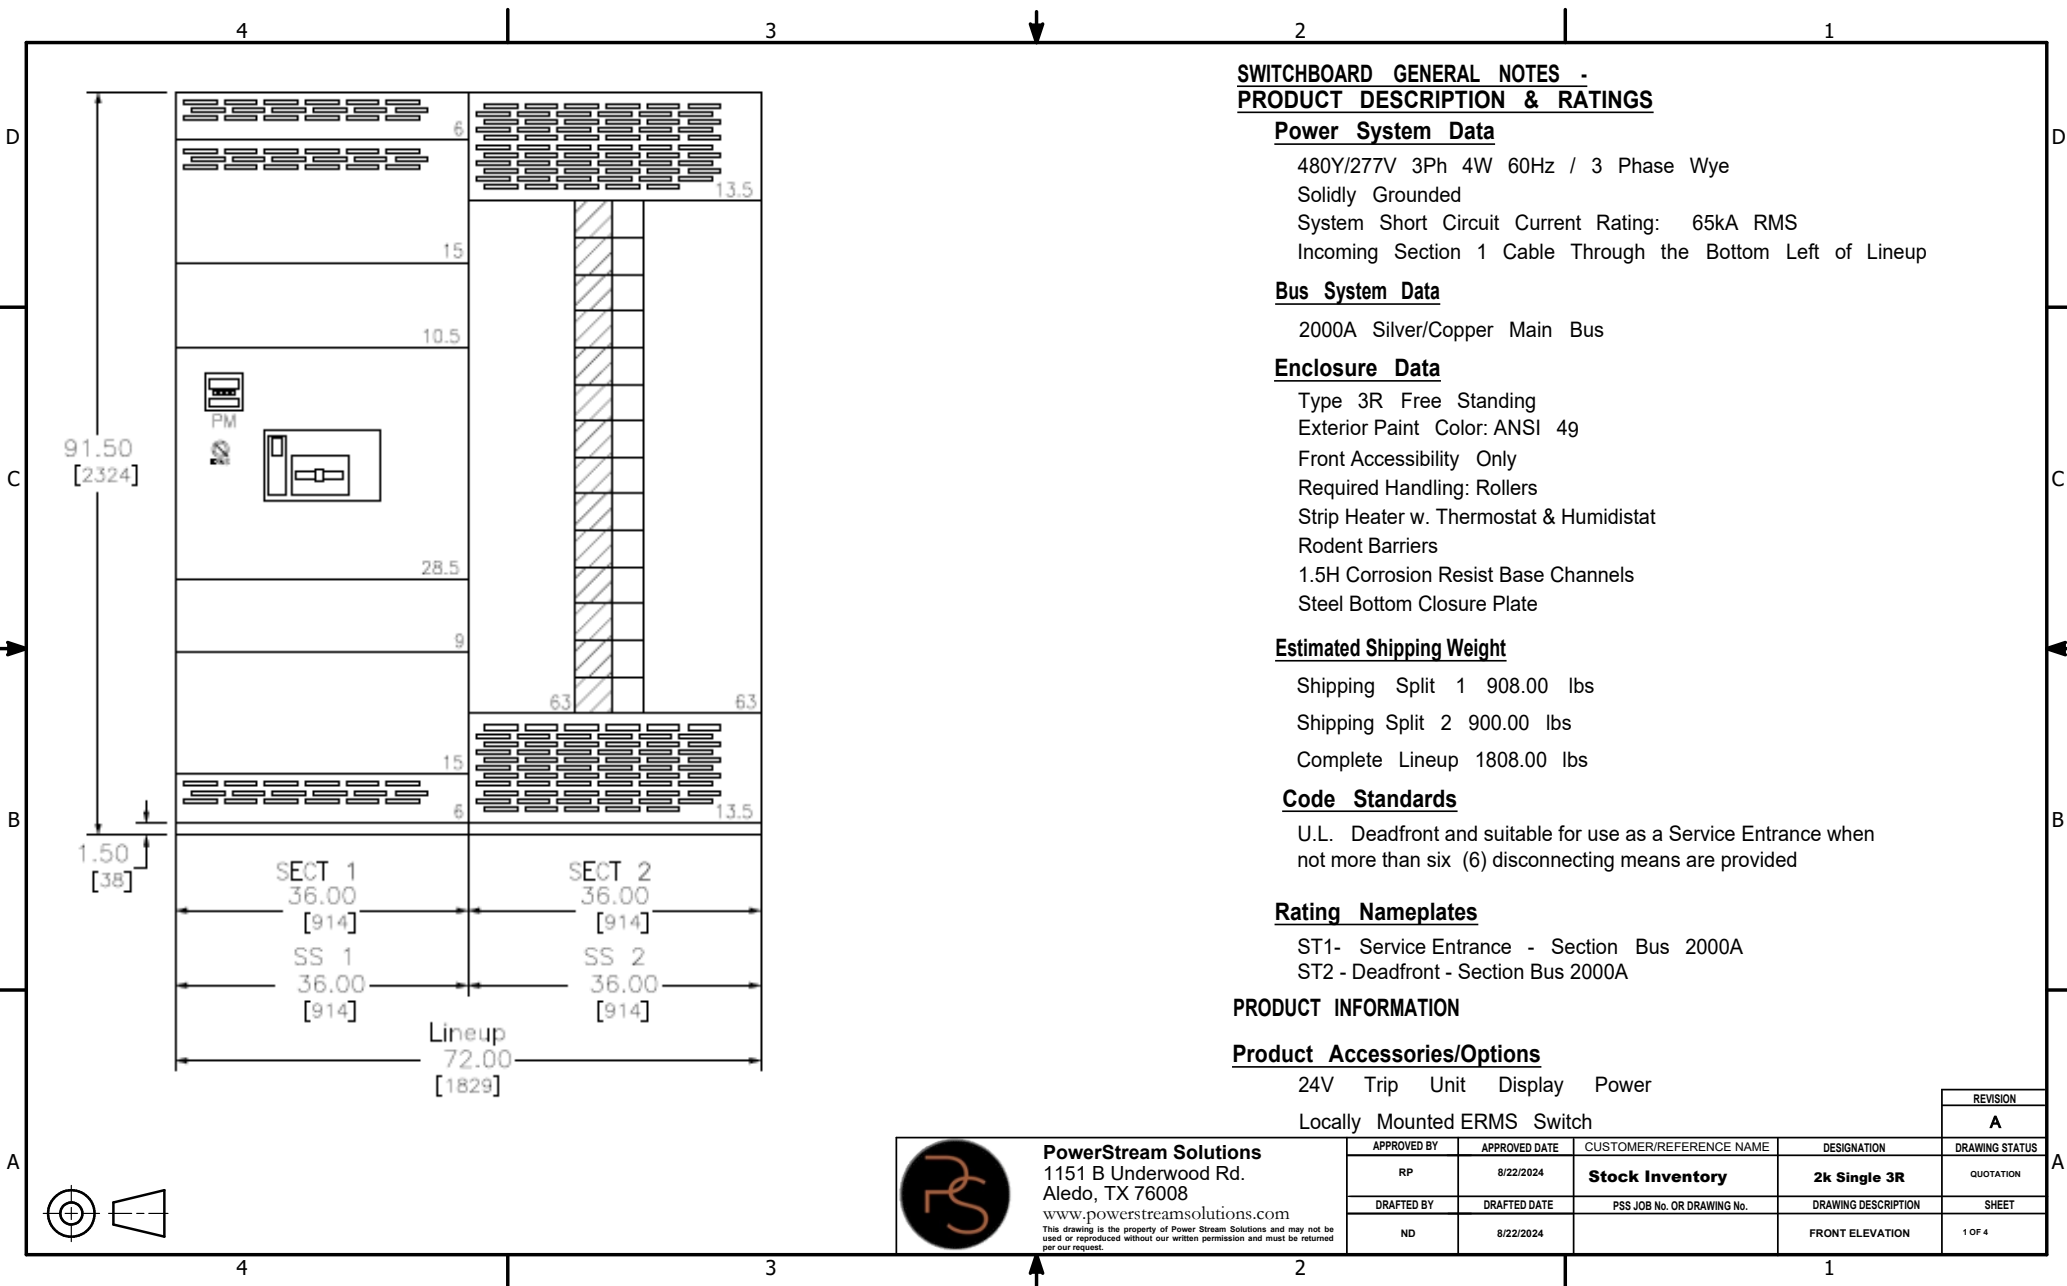 4 3 2 1
D
C
B
A
6
15
10.5
PM
28.5
9
15
6
13.5
63 63
13.5
91.50
[2324]
1.50
[38]
SECT 1 SECT 2
36.00 36.00
[914] [914]
SS 1 SS 2
36.00 36.00
[914] [914]
Lineup
72.00
[1829]
SWITCHBOARD GENERAL NOTES -
PRODUCT DESCRIPTION & RATINGS
Power System Data
480Y/277V 3Ph 4W 60Hz / 3 Phase Wye
Solidly Grounded
System Short Circuit Current Rating: 65kA RMS
Incoming Section 1 Cable Through the Bottom Left of Lineup
Bus System Data
2000A Silver/Copper Main Bus
Enclosure Data
Type 3R Free Standing
Exterior Paint Color: ANSI 49
Front Accessibility Only
Required Handling: Rollers
Strip Heater w. Thermostat & Humidistat
Rodent Barriers
1.5H Corrosion Resist Base Channels
Steel Bottom Closure Plate
Estimated Shipping Weight
Shipping Split 1 908.00 lbs
Shipping Split 2 900.00 lbs
Complete Lineup 1808.00 lbs
Code Standards
U.L. Deadfront and suitable for use as a Service Entrance when
not more than six (6) disconnecting means are provided
Rating Nameplates
ST1- Service Entrance - Section Bus 2000A
ST2 - Deadfront - Section Bus 2000A
PRODUCT INFORMATION
Product Accessories/Options
24V Trip Unit Display Power
Locally Mounted ERMS Switch
REVISION
A
PowerStream Solutions
1151 B Underwood Rd.
Aledo, TX 76008
www.powerstreamsolutions.com
This drawing is the property of Power Stream Solutions and may not be
used or reproduced without our written permission and must be returned
per our request.
APPROVED BY APPROVED DATE CUSTOMER/REFERENCE NAME DESIGNATION DRAWING STATUS
RP 8/22/2024 Stock Inventory 2k Single 3R QUOTATION
DRAFTED BY DRAFTED DATE PSS JOB No. OR DRAWING No. DRAWING DESCRIPTION SHEET
ND 8/22/2024 FRONT ELEVATION 1 OF 4
D
C
B
A
4 3 2 1